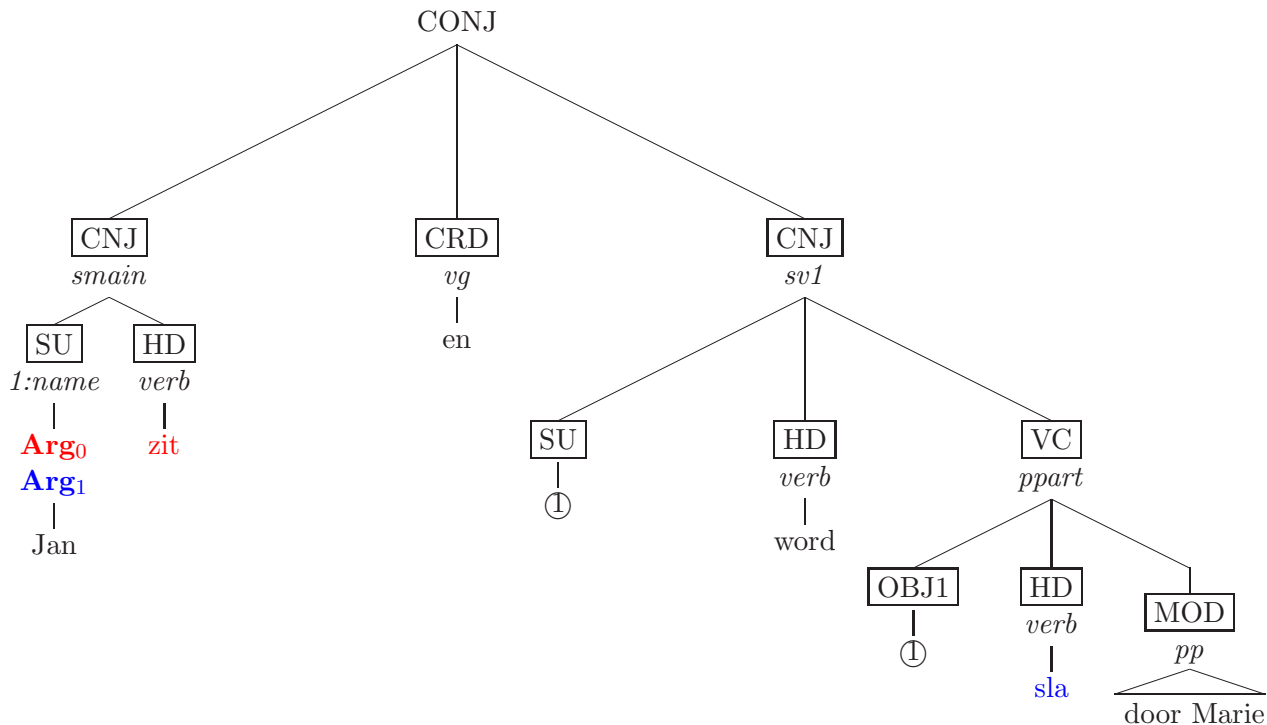 CONJ
CNJ CRD CNJ
smain vg sv1
SU HD en
1:name verb
Arg0 zit SU HD VC
Arg1 verb ppart
① word
Jan
OBJ1 HD MOD
① verb pp
sla
door Marie